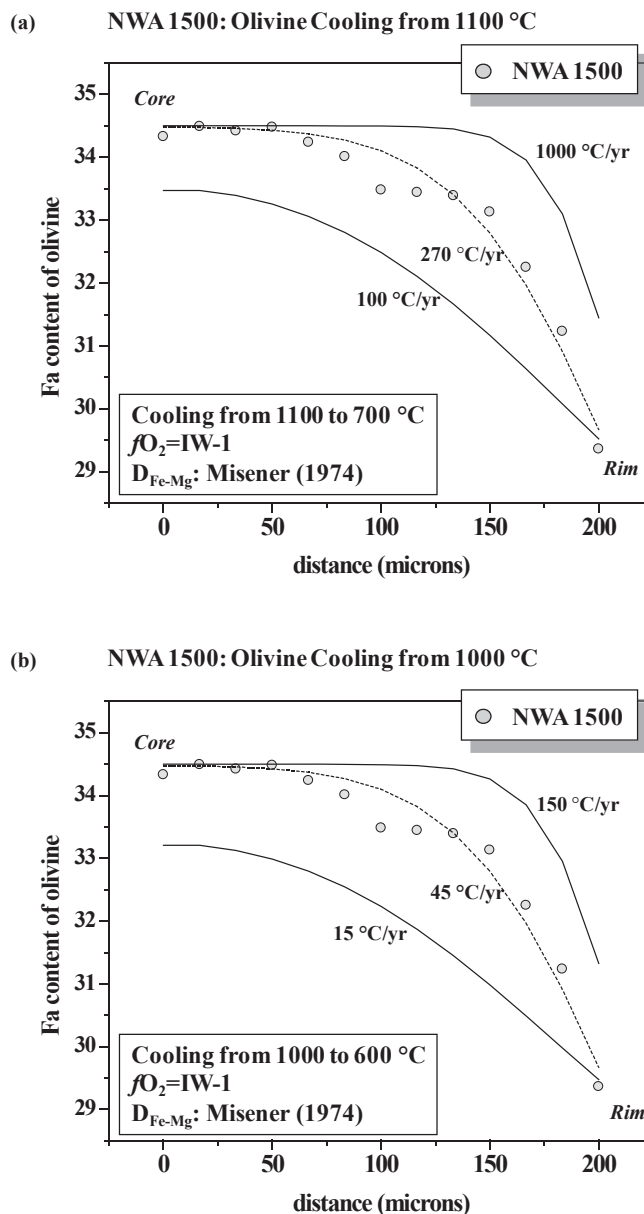 (a) NWA 1500: Olivine Cooling from 1100 °C
NWA 1500
Core
35
34
33
32
31
30
29
Fa content of olivine
1000 °C/yr
270 °C/yr
100 °C/yr
Cooling from 1100 to 700 °C
fO2=IW-1
DFe-Mg: Misener (1974)
Rim
0 50 100 150 200
distance (microns)
(b) NWA 1500: Olivine Cooling from 1000 °C
NWA 1500
Core
35
34
33
32
31
30
29
Fa content of olivine
150 °C/yr
45 °C/yr
15 °C/yr
Cooling from 1000 to 600 °C
fO2=IW-1
DFe-Mg: Misener (1974)
Rim
0 50 100 150 200
distance (microns)